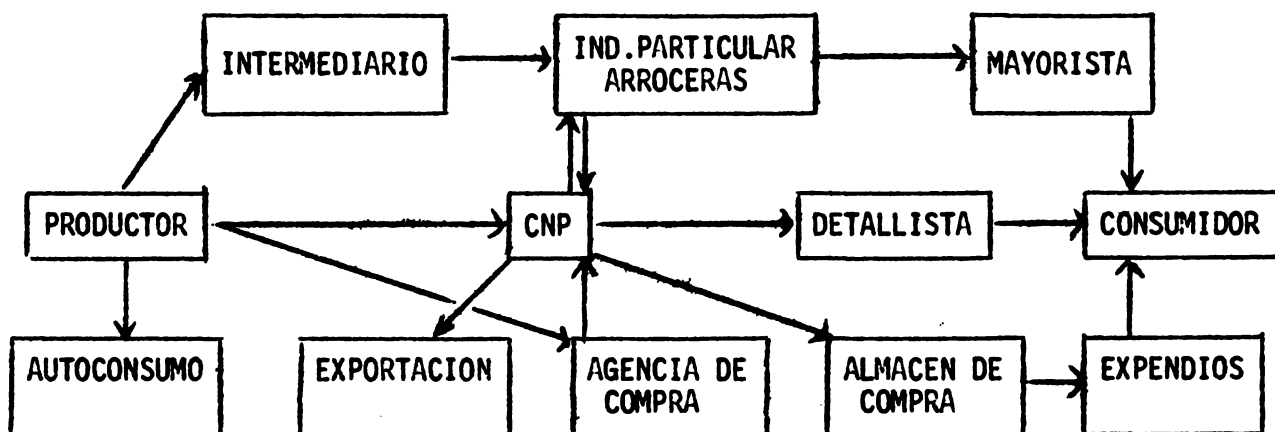 INTERMEDIARIO
IND.PARTICULAR
ARROCERAS
MAYORISTA
PRODUCTOR
CNP
DETALLISTA
CONSUMIDOR
AUTOCONSUMO
EXPORTACION
AGENCIA DE
COMPRA
ALMACEN DE
COMPRA
EXPENDIOS